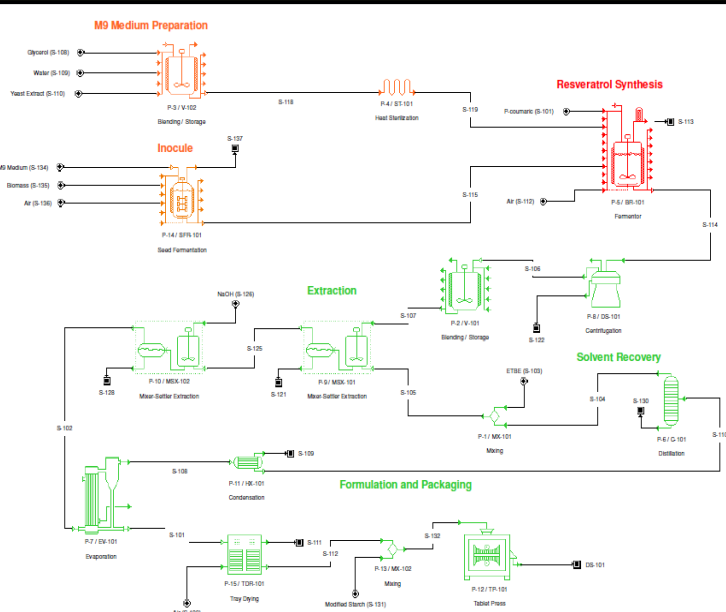 M9 Medium Preparation
Glycerol (S-108)
Water (S-109)
Yeast Extract (S-110)
P-3 / V-102
Blending / Storage
S-118
P-4 / ST-101
Heat Sterilization
S-119
Resveratrol Synthesis
P-coumaric (S-101)
S-113
Inocule
S-137
M9 Medium (S-134)
Biomass (S-135)
Air (S-136)
P-14 / SFR-101
Seed Fermentation
S-115
Air (S-112)
P-5 / BR-101
Fermentor
S-114
Extraction
NaOH (S-126)
S-106
S-107
P-2 / V-101
Blending / Storage
P-8 / DS-101
Centrifugation
S-122
S-125
P-10 / MSX-102
Mixer-Settler Extraction
S-128
P-9 / MSX-101
Mixer-Settler Extraction
S-121
S-105
Solvent Recovery
ETBE (S-103)
S-104
S-130
P-1 / MX-101
Mixing
P-6 / C-101
Distillation
S-110
S-102
S-108
P-11 / HX-101
Condensation
S-109
Formulation and Packaging
P-7 / EV-101
Evaporation
S-101
P-15 / TDR-101
Tray Drying
S-111
S-112
P-13 / MX-102
Mixing
S-132
P-12 / TP-101
Tablet Press
DS-101
Modified Starch (S-131)